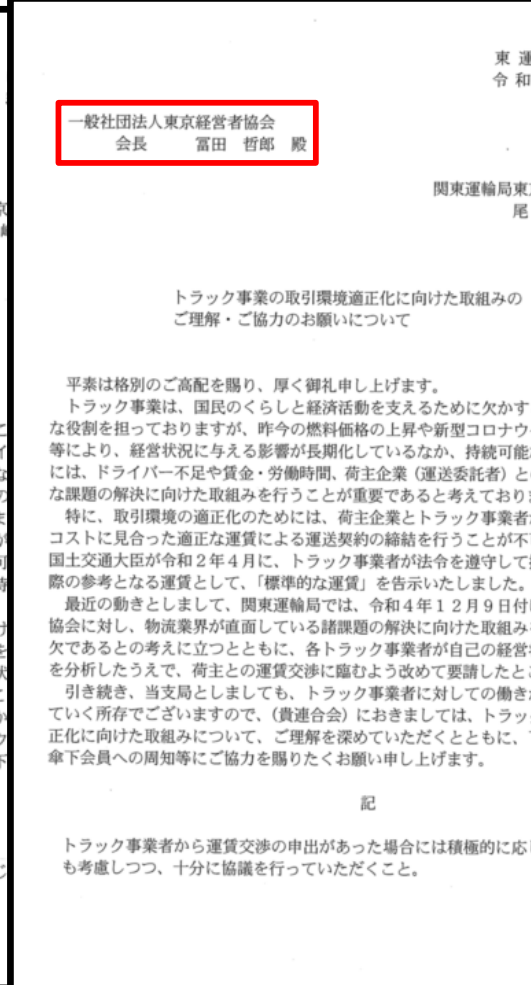 東 運
令 和
一般社団法人東京経営者協会
会長 冨田 哲郎 殿
関東運輸局東
尾
トラック事業の取引環境適正化に向けた取組みの
ご理解・ご協力のお願いについて
平素は格別のご高配を賜り、厚く御礼申し上げます。
トラック事業は、国民のくらしと経済活動を支えるために欠かす
な役割を担っておりますが、昨今の燃料価格の上昇や新型コロナウ
等により、経営状況に与える影響が長期化しているなか、持続可能
には、ドライバー不足や賃金・労働時間、荷主企業（運送委託者）と
な課題の解決に向けた取組みを行うことが重要であると考えており
特に、取引環境の適正化のためには、荷主企業とトラック事業者
コストに見合った適正な運賃による運送契約の締結を行うことが不
国土交通大臣が令和２年４月に、トラック事業者が法令を遵守して
際の参考となる運賃として、「標準的な運賃」を告示いたしました。
最近の動きとしまして、関東運輸局では、令和４年１２月９日付
協会に対し、物流業界が直面している諸課題の解決に向けた取組み
欠であるとの考えに立つとともに、各トラック事業者が自己の経営
を分析したうえで、荷主との運賃交渉に臨むよう改めて要請したと
引き続き、当支局としましても、トラック事業者に対しての働き
ていく所存でございますので、（貴連合会）におきましては、トラッ
正化に向けた取組みについて、ご理解を深めていただくとともに、
傘下会員への周知等にご協力を賜りたくお願い申し上げます。
記
トラック事業者から運賃交渉の申出があった場合には積極的に応
も考慮しつつ、十分に協議を行っていただくこと。